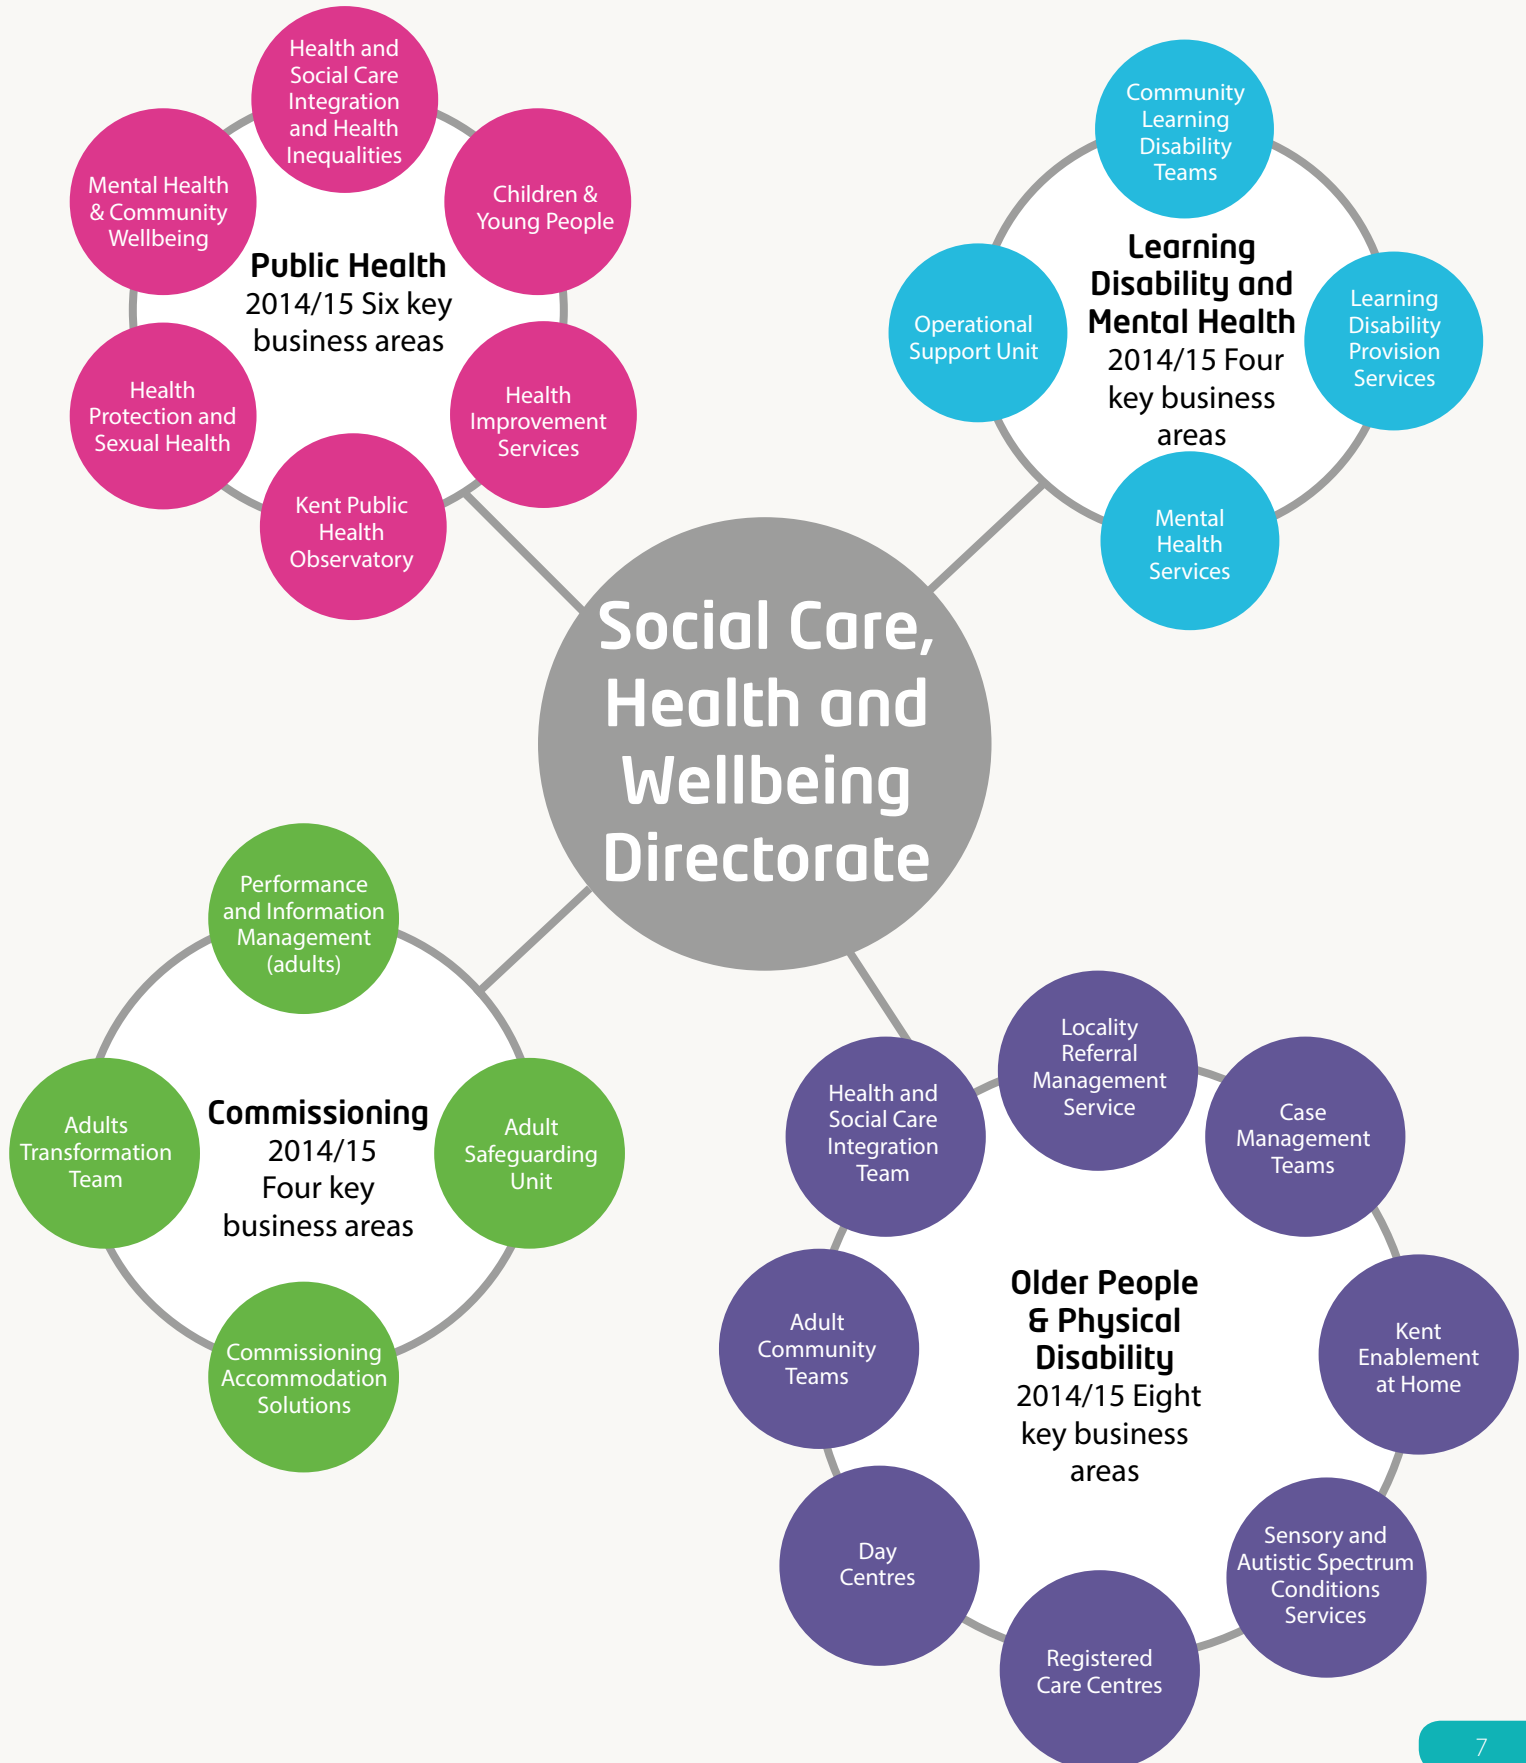 Health and
Social Care
Integration
and Health
Inequalities
Mental Health
& Community
Wellbeing
Children &
Young People
Public Health
2014/15 Six key
business areas
Health
Protection and
Sexual Health
Health
Improvement
Services
Kent Public
Health
Observatory
Community
Learning
Disability
Teams
Operational
Support Unit
Learning
Disability and
Mental Health
2014/15 Four
key business
areas
Learning
Disability
Provision
Services
Mental
Health
Services
Social Care,
Health and
Wellbeing
Directorate
Performance
and Information
Management
(adults)
Adults
Transformation
Team
Commissioning
2014/15
Four key
business areas
Adult
Safeguarding
Unit
Commissioning
Accommodation
Solutions
Locality
Referral
Management
Service
Health and
Social Care
Integration
Team
Case
Management
Teams
Adult
Community
Teams
Older People
& Physical
Disability
2014/15 Eight
key business
areas
Kent
Enablement
at Home
Day
Centres
Sensory and
Autistic Spectrum
Conditions
Services
Registered
Care Centres
7